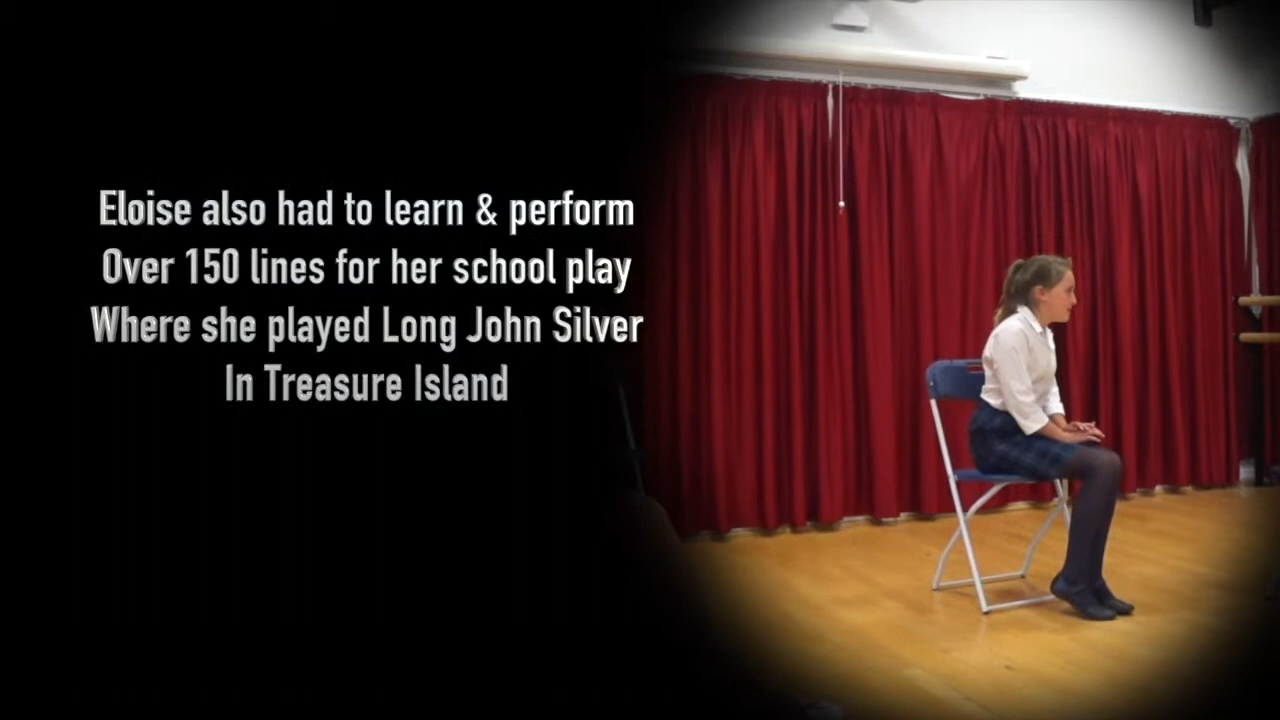 Eloise also had to learn & perform
Over 150 lines for her school play
Where she played Long John Silver
In Treasure Island